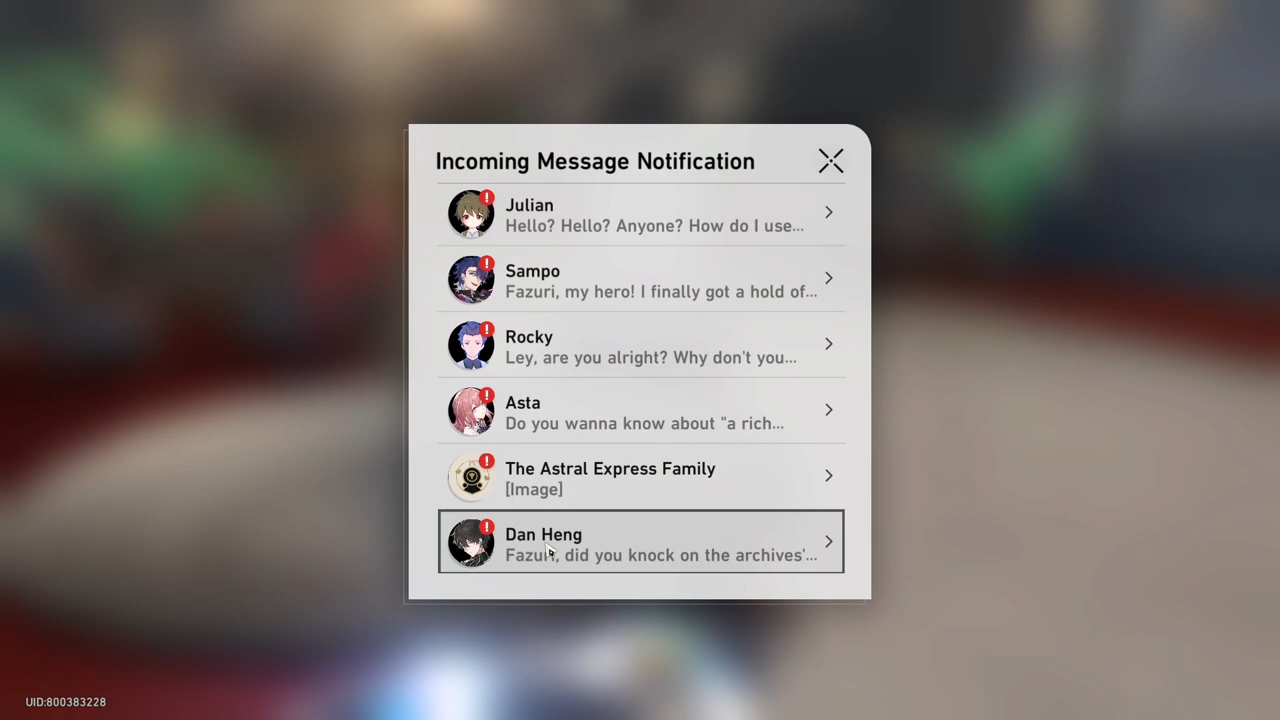 Incoming Message Notification
Julian
Hello? Hello? Anyone? How do I use...
Sampo
Fazuri, my hero! I finally got a hold of...
Rocky
Ley, are you alright? Why don't you...
Asta
Do you wanna know about "a rich...
The Astral Express Family
[Image]
Dan Heng
Fazuri, did you knock on the archives'...
UID:800383228